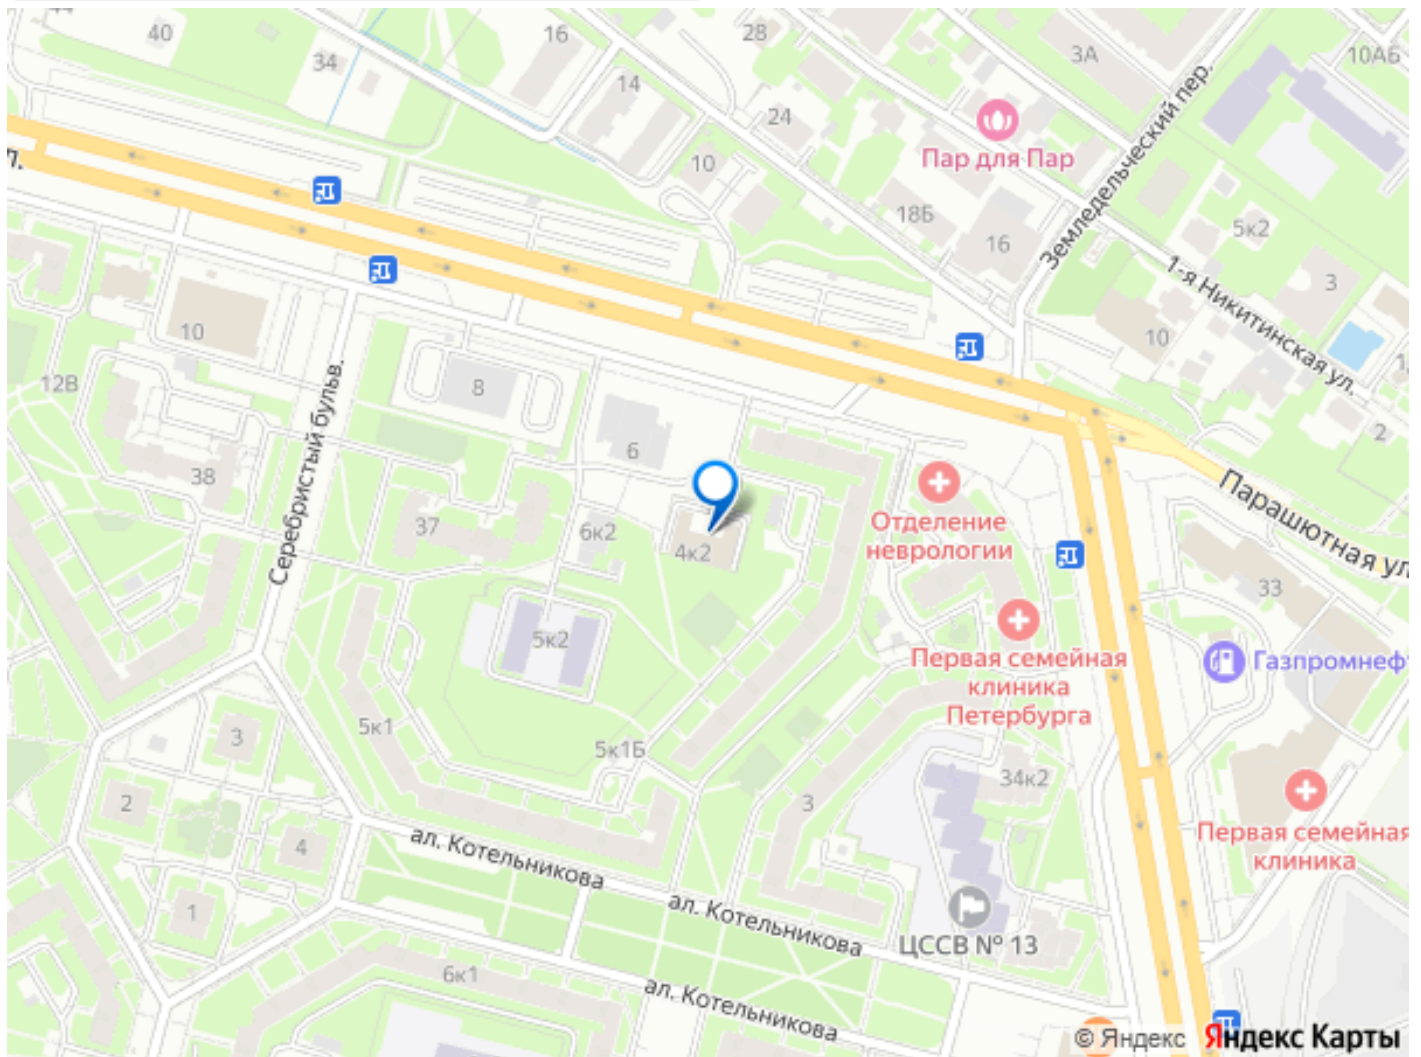 40
34
16
28
14
3А
10АБ
24
Пар для Пар
10
18Б
16
Земледельческий пер.
5к2
3
1-я Никитинская ул.
л.
10
10
12В
Серебристый бульв.
8
6
2
38
37
6к2
4к2
Отделение
неврологии
Парашютная ул
33
5к2
Первая семейная
клиника
Петербурга
Газпромнефт
5к1
5к1Б
3
2
4
3
34к2
Первая семейная
клиника
ал. Котельникова
ал. Котельникова
1
ЦССВ № 13
6к1
ал. Котельникова
© Яндекс Яндекс Карты